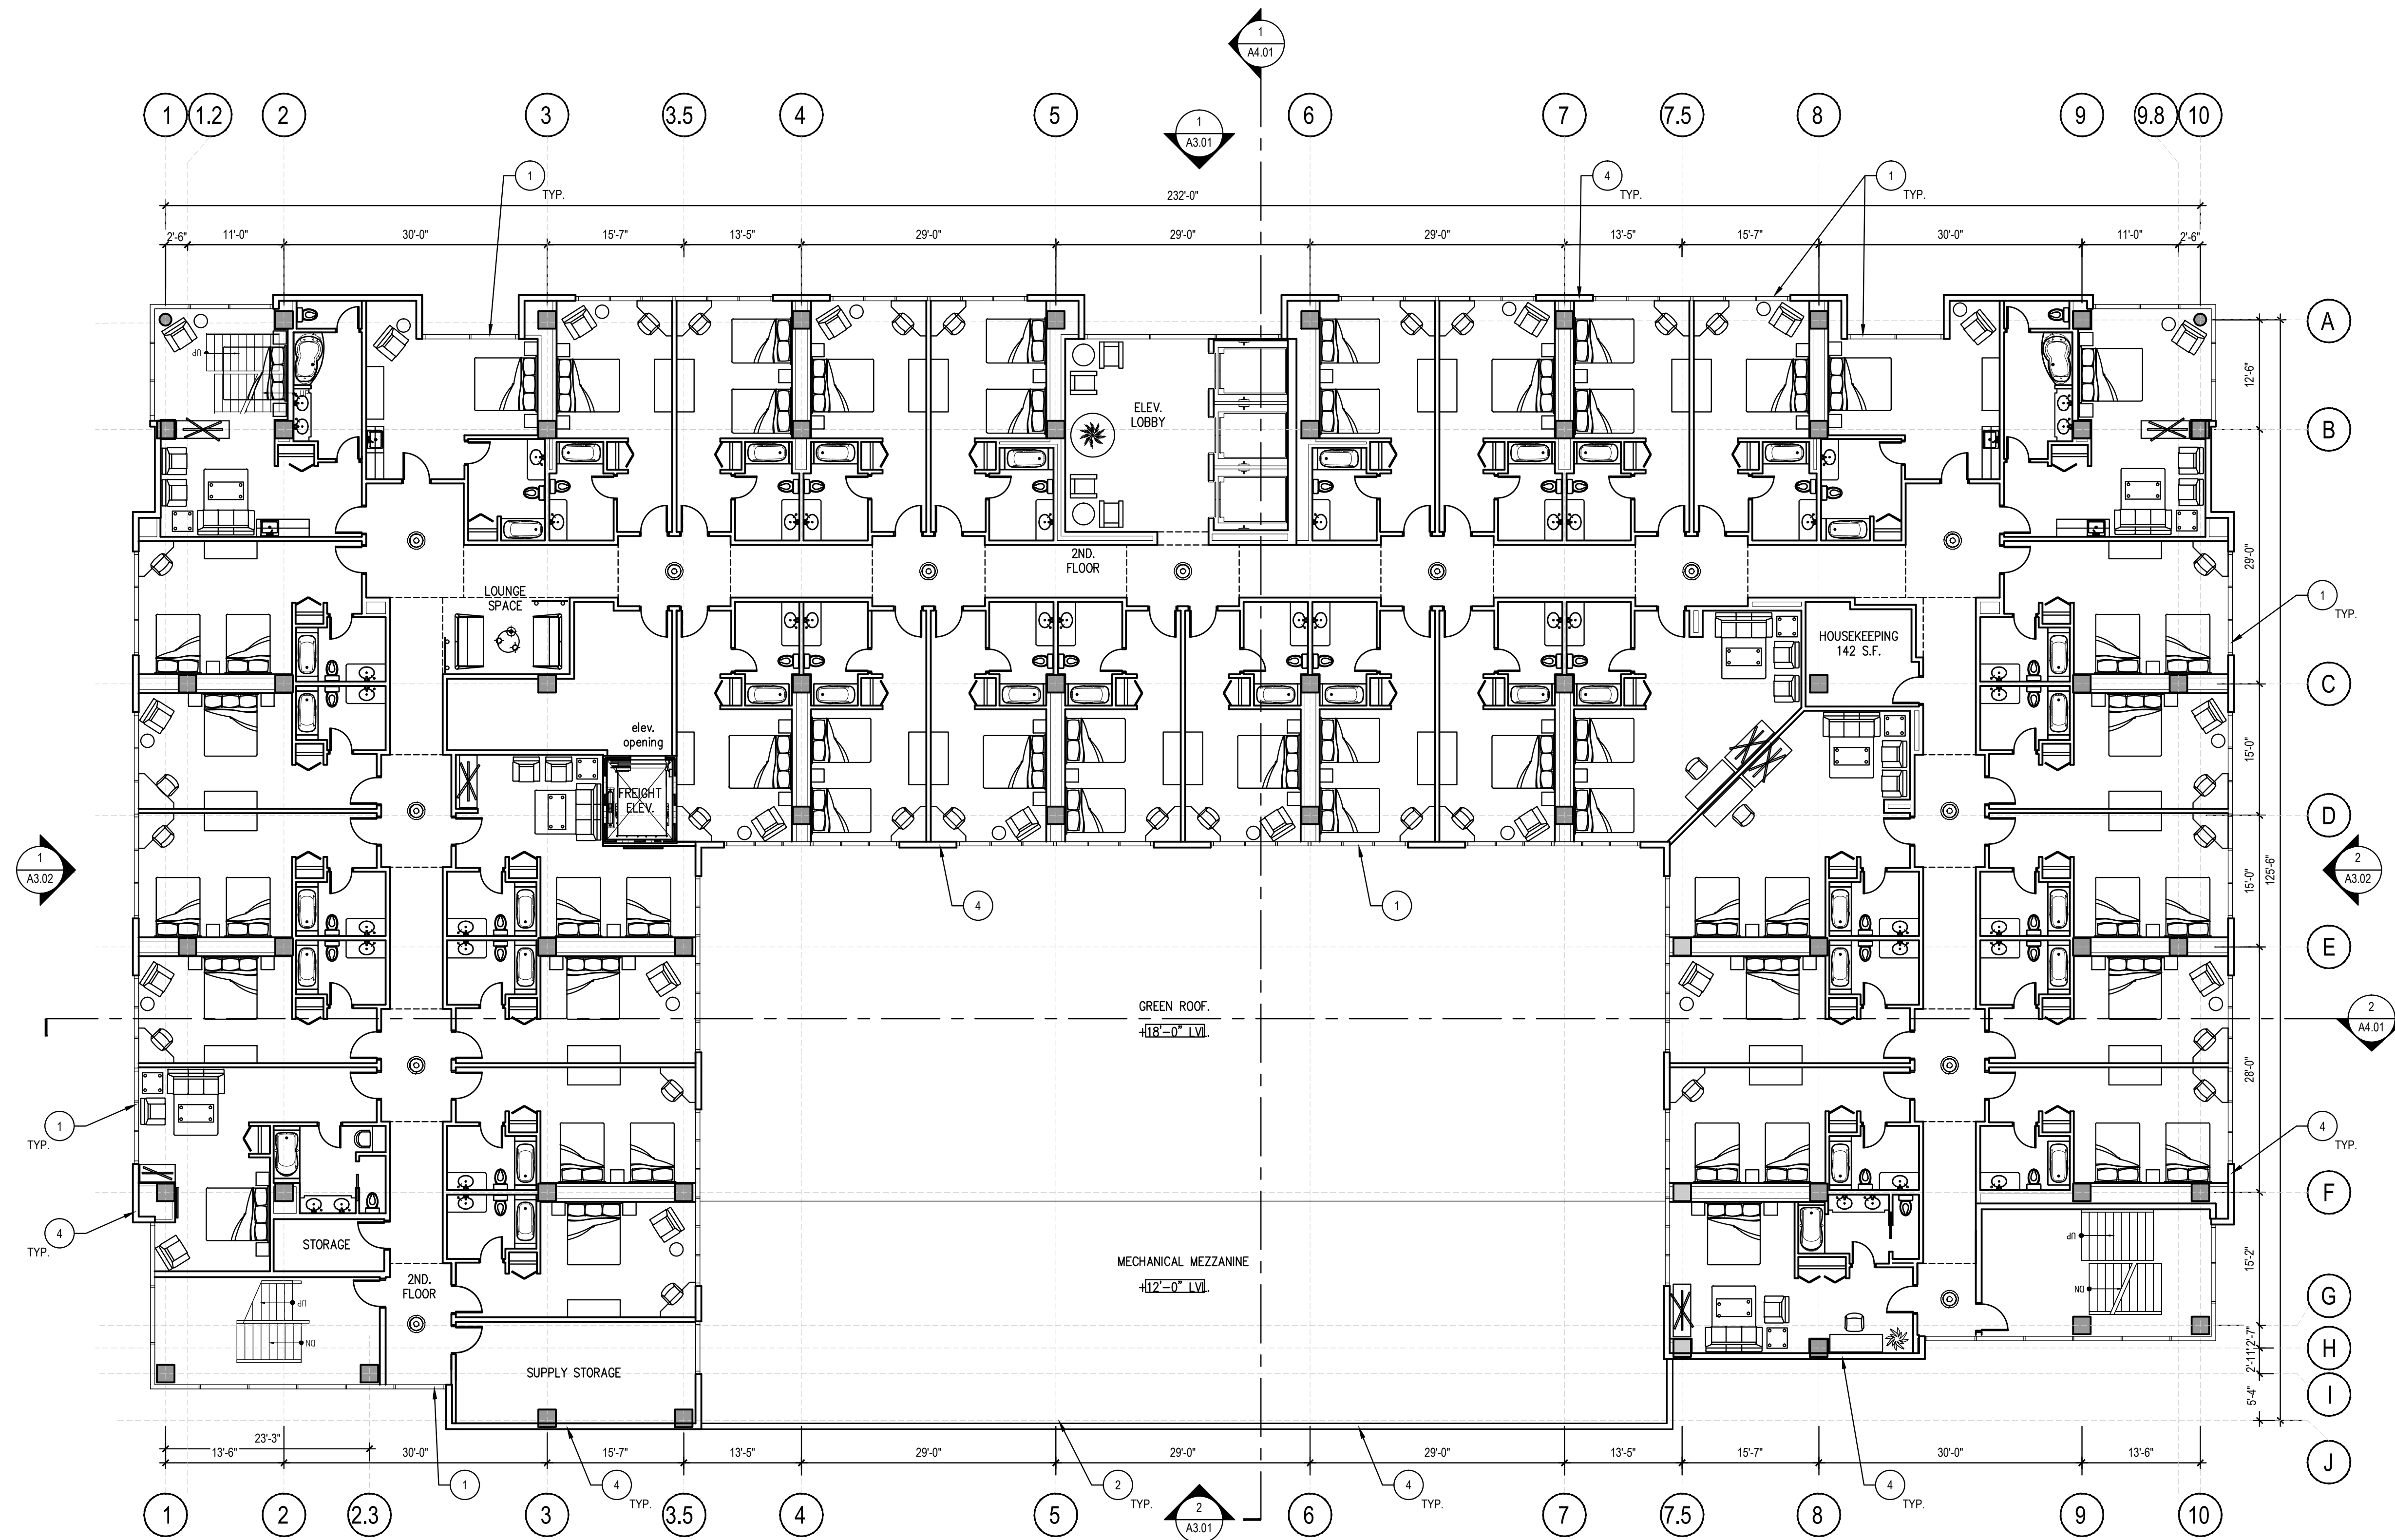 1
A4.01
1
1.2
2
3
3.5
4
5
6
7
7.5
8
9
9.8
10
1
A3.01
1
TYP.
4
TYP.
1
TYP.
232'-0"
2'-6"
11'-0"
30'-0"
15'-7"
13'-5"
29'-0"
29'-0"
29'-0"
13'-5"
15'-7"
30'-0"
11'-0"
2'-6"
A
12'-6"
B
UP
UP
ELEV.
LOBBY
2ND.
FLOOR
29'-0"
LOUNGE
SPACE
1
TYP.
HOUSEKEEPING
142 S.F.
C
elev.
opening
15'-0"
FREIGHT
ELEV.
D
1
A3.02
2
A3.02
125'-6"
15'-0"
4
1
E
GREEN ROOF.
+18'-0" LVL.
2
A4.01
28'-0"
1
TYP.
4
TYP.
F
4
TYP.
STORAGE
UP
15'-2"
MECHANICAL MEZZANINE
+12'-0" LVL.
2ND.
FLOOR
UP
DN
G
DN
2'-7"
H
2'-11"
SUPPLY STORAGE
I
5'-4"
23'-3"
13'-6"
30'-0"
15'-7"
13'-5"
29'-0"
29'-0"
29'-0"
13'-5"
15'-7"
30'-0"
13'-6"
J
1
4
TYP.
2
TYP.
4
TYP.
4
TYP.
1
2
2.3
3
3.5
4
5
2
A3.01
6
7
7.5
8
9
10